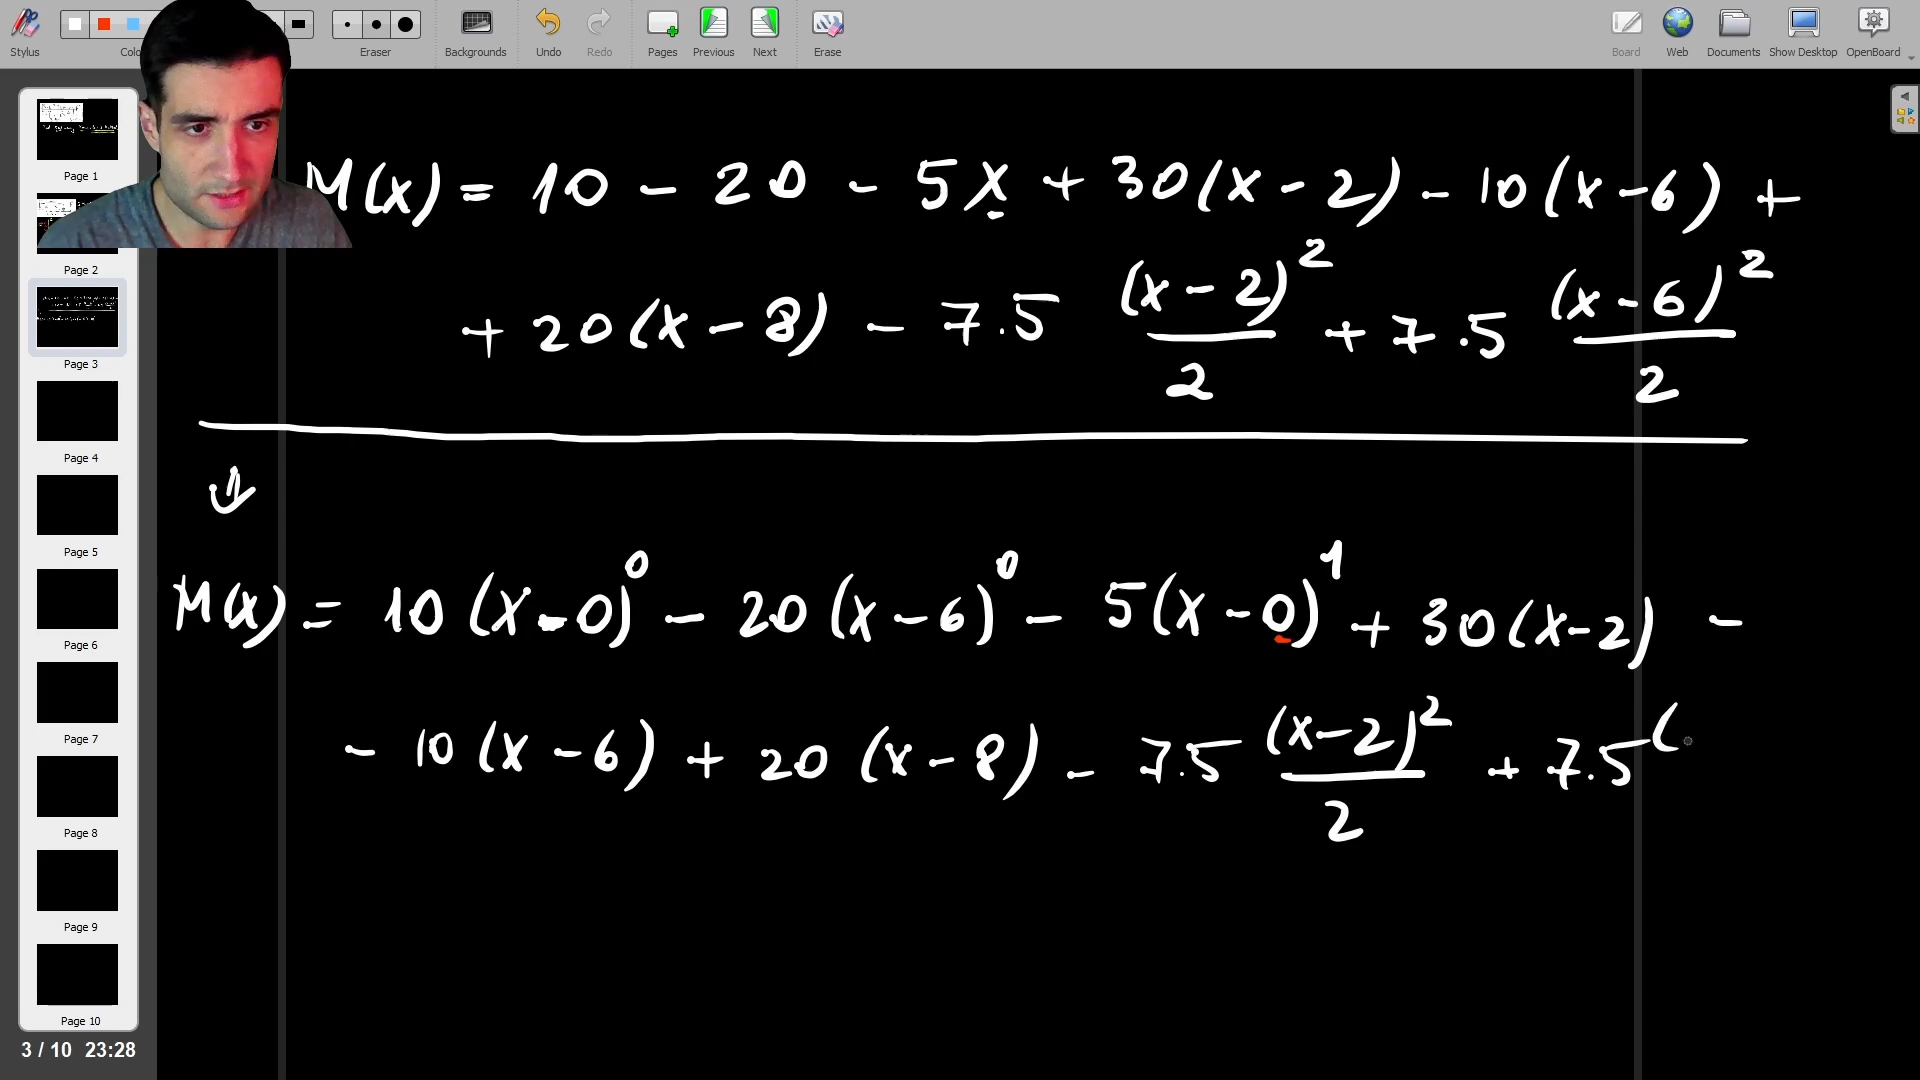 Stylus
Color
Eraser
Backgrounds
Undo
Redo
Pages
Previous
Next
Erase
Board
Web
Documents
Show Desktop
OpenBoard
Page 1
Page 2
Page 3
Page 4
Page 5
Page 6
Page 7
Page 8
Page 9
Page 10
3 / 10 23:28
M(x) = 10 - 20 - 5x + 30(x-2) - 10(x-6) +
+ 20(x-8) - 7.5 (x-2)²/2 + 7.5 (x-6)²/2
M(x) = 10(x-0)⁰ - 20(x-6)⁰ - 5(x-0)¹ + 30(x-2) -
- 10(x-6) + 20(x-8) - 7.5 (x-2)²/2 + 7.5(